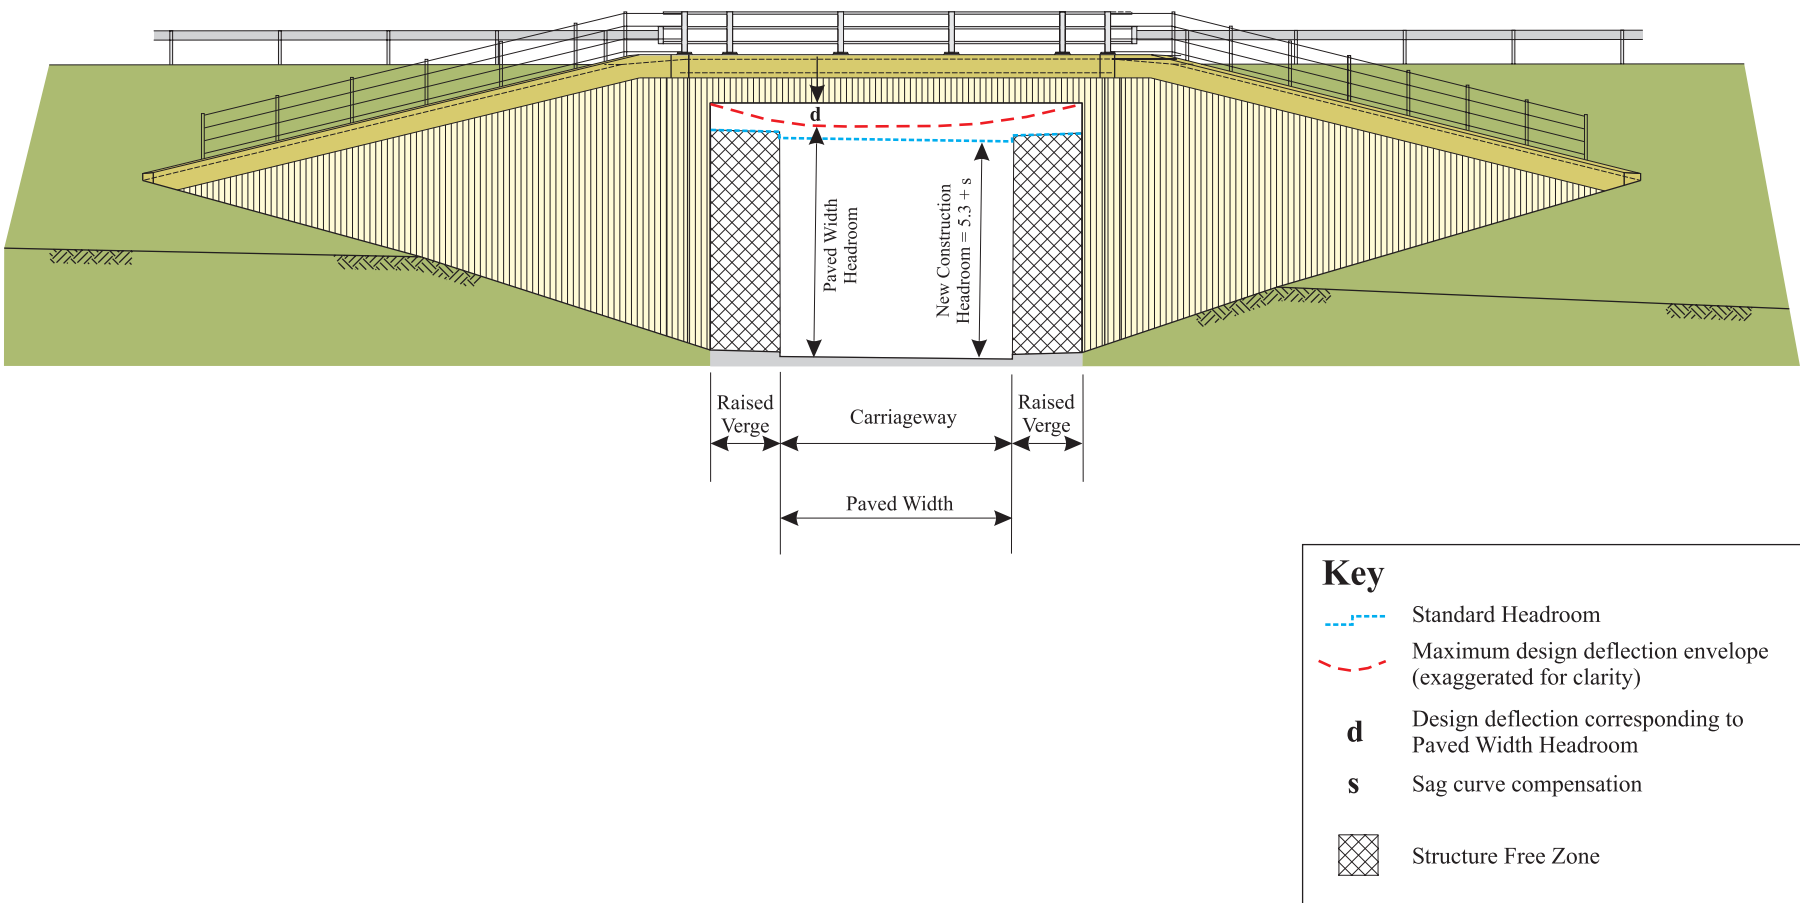 d
Paved Width
Headroom
New Construction
Headroom = 5.3 + s
Raised
Verge
Carriageway
Raised
Verge
Paved Width
Key
Standard Headroom
Maximum design deflection envelope
(exaggerated for clarity)
d
Design deflection corresponding to
Paved Width Headroom
s
Sag curve compensation
Structure Free Zone